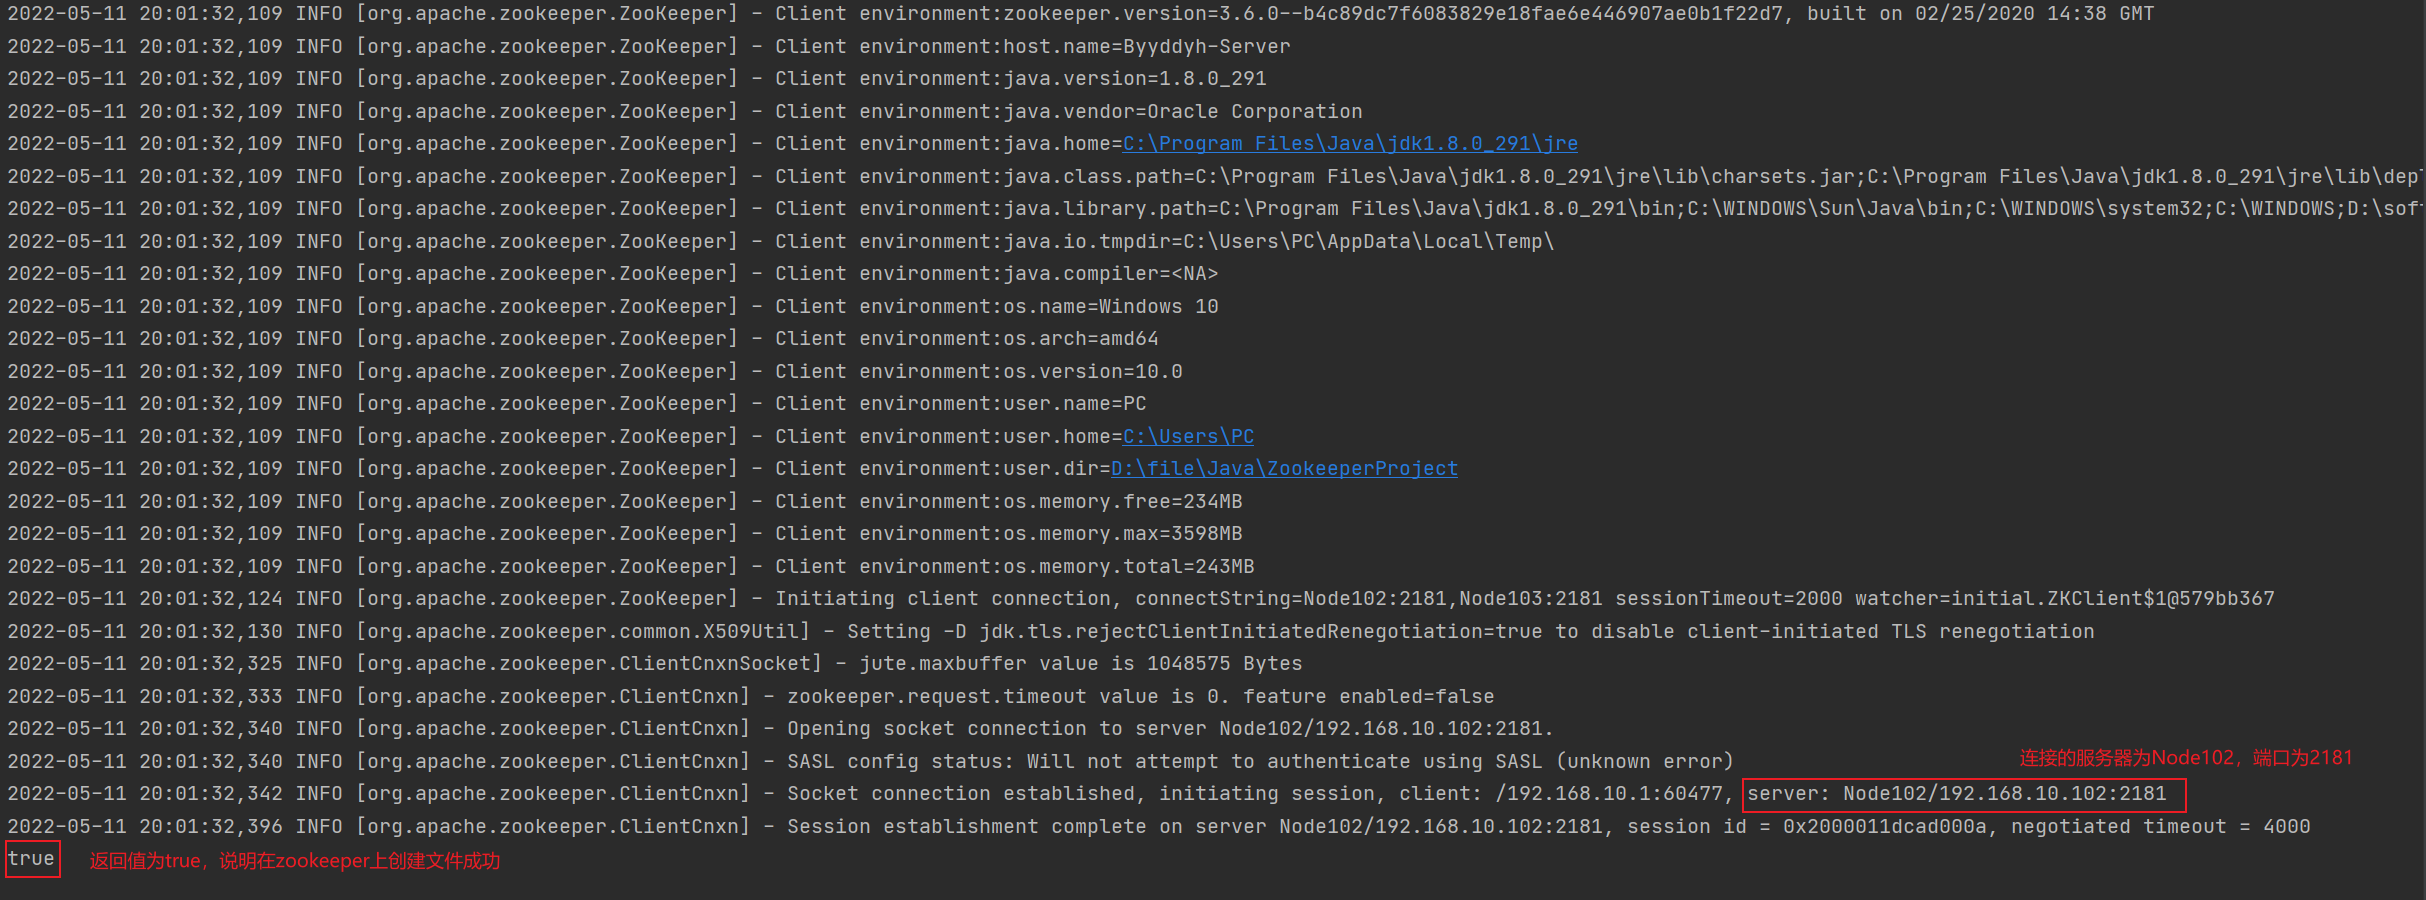 2022-05-11 20:01:32,109 INFO [org.apache.zookeeper.ZooKeeper] - Client environment:zookeeper.version=3.6.0--b4c89dc7f6083829e18fae6e446907ae0b1f22d7, built on 02/25/2020 14:38 GMT
2022-05-11 20:01:32,109 INFO [org.apache.zookeeper.ZooKeeper] - Client environment:host.name=Byyddyh-Server
2022-05-11 20:01:32,109 INFO [org.apache.zookeeper.ZooKeeper] - Client environment:java.version=1.8.0_291
2022-05-11 20:01:32,109 INFO [org.apache.zookeeper.ZooKeeper] - Client environment:java.vendor=Oracle Corporation
2022-05-11 20:01:32,109 INFO [org.apache.zookeeper.ZooKeeper] - Client environment:java.home=C:\Program Files\Java\jdk1.8.0_291\jre
2022-05-11 20:01:32,109 INFO [org.apache.zookeeper.ZooKeeper] - Client environment:java.class.path=C:\Program Files\Java\jdk1.8.0_291\jre\lib\charsets.jar;C:\Program Files\Java\jdk1.8.0_291\jre\lib\dep
2022-05-11 20:01:32,109 INFO [org.apache.zookeeper.ZooKeeper] - Client environment:java.library.path=C:\Program Files\Java\jdk1.8.0_291\bin;C:\WINDOWS\Sun\Java\bin;C:\WINDOWS\system32;C:\WINDOWS;D:\sof
2022-05-11 20:01:32,109 INFO [org.apache.zookeeper.ZooKeeper] - Client environment:java.io.tmpdir=C:\Users\PC\AppData\Local\Temp\
2022-05-11 20:01:32,109 INFO [org.apache.zookeeper.ZooKeeper] - Client environment:java.compiler=<NA>
2022-05-11 20:01:32,109 INFO [org.apache.zookeeper.ZooKeeper] - Client environment:os.name=Windows 10
2022-05-11 20:01:32,109 INFO [org.apache.zookeeper.ZooKeeper] - Client environment:os.arch=amd64
2022-05-11 20:01:32,109 INFO [org.apache.zookeeper.ZooKeeper] - Client environment:os.version=10.0
2022-05-11 20:01:32,109 INFO [org.apache.zookeeper.ZooKeeper] - Client environment:user.name=PC
2022-05-11 20:01:32,109 INFO [org.apache.zookeeper.ZooKeeper] - Client environment:user.home=C:\Users\PC
2022-05-11 20:01:32,109 INFO [org.apache.zookeeper.ZooKeeper] - Client environment:user.dir=D:\file\Java\ZookeeperProject
2022-05-11 20:01:32,109 INFO [org.apache.zookeeper.ZooKeeper] - Client environment:os.memory.free=234MB
2022-05-11 20:01:32,109 INFO [org.apache.zookeeper.ZooKeeper] - Client environment:os.memory.max=3598MB
2022-05-11 20:01:32,109 INFO [org.apache.zookeeper.ZooKeeper] - Client environment:os.memory.total=243MB
2022-05-11 20:01:32,124 INFO [org.apache.zookeeper.ZooKeeper] - Initiating client connection, connectString=Node102:2181,Node103:2181 sessionTimeout=2000 watcher=initial.ZKClient$1@579bb367
2022-05-11 20:01:32,130 INFO [org.apache.zookeeper.common.X509Util] - Setting -D jdk.tls.rejectClientInitiatedRenegotiation=true to disable client-initiated TLS renegotiation
2022-05-11 20:01:32,325 INFO [org.apache.zookeeper.ClientCnxnSocket] - jute.maxbuffer value is 1048575 Bytes
2022-05-11 20:01:32,333 INFO [org.apache.zookeeper.ClientCnxn] - zookeeper.request.timeout value is 0. feature enabled=false
2022-05-11 20:01:32,340 INFO [org.apache.zookeeper.ClientCnxn] - Opening socket connection to server Node102/192.168.10.102:2181.
2022-05-11 20:01:32,340 INFO [org.apache.zookeeper.ClientCnxn] - SASL config status: Will not attempt to authenticate using SASL (unknown error)
连接的服务器为Node102，端口为2181
2022-05-11 20:01:32,342 INFO [org.apache.zookeeper.ClientCnxn] - Socket connection established, initiating session, client: /192.168.10.1:60477, server: Node102/192.168.10.102:2181
2022-05-11 20:01:32,396 INFO [org.apache.zookeeper.ClientCnxn] - Session establishment complete on server Node102/192.168.10.102:2181, session id = 0x2000011dcad000a, negotiated timeout = 4000
true 返回值为true，说明在zookeeper上创建文件成功